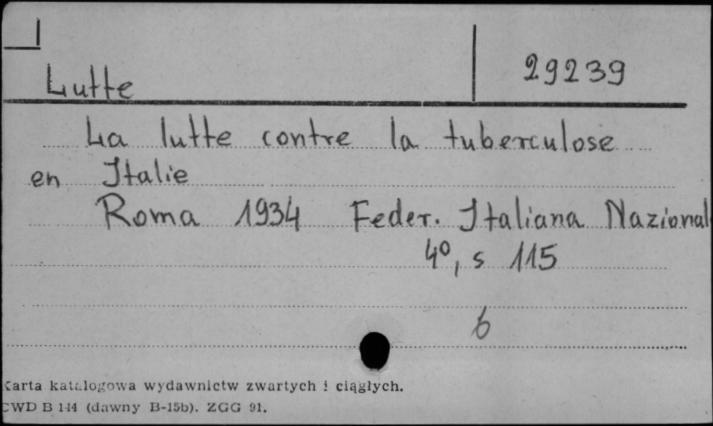 Lutte 29239
La lutte contre la tuberculose
en Italie
Roma 1934 Feder. Italiana Nazional
4º, s 115
6
Karta katalogowa wydawnictw zwartych i ciągłych.
CWD B 144 (dawny B-15b). ZGG 91.